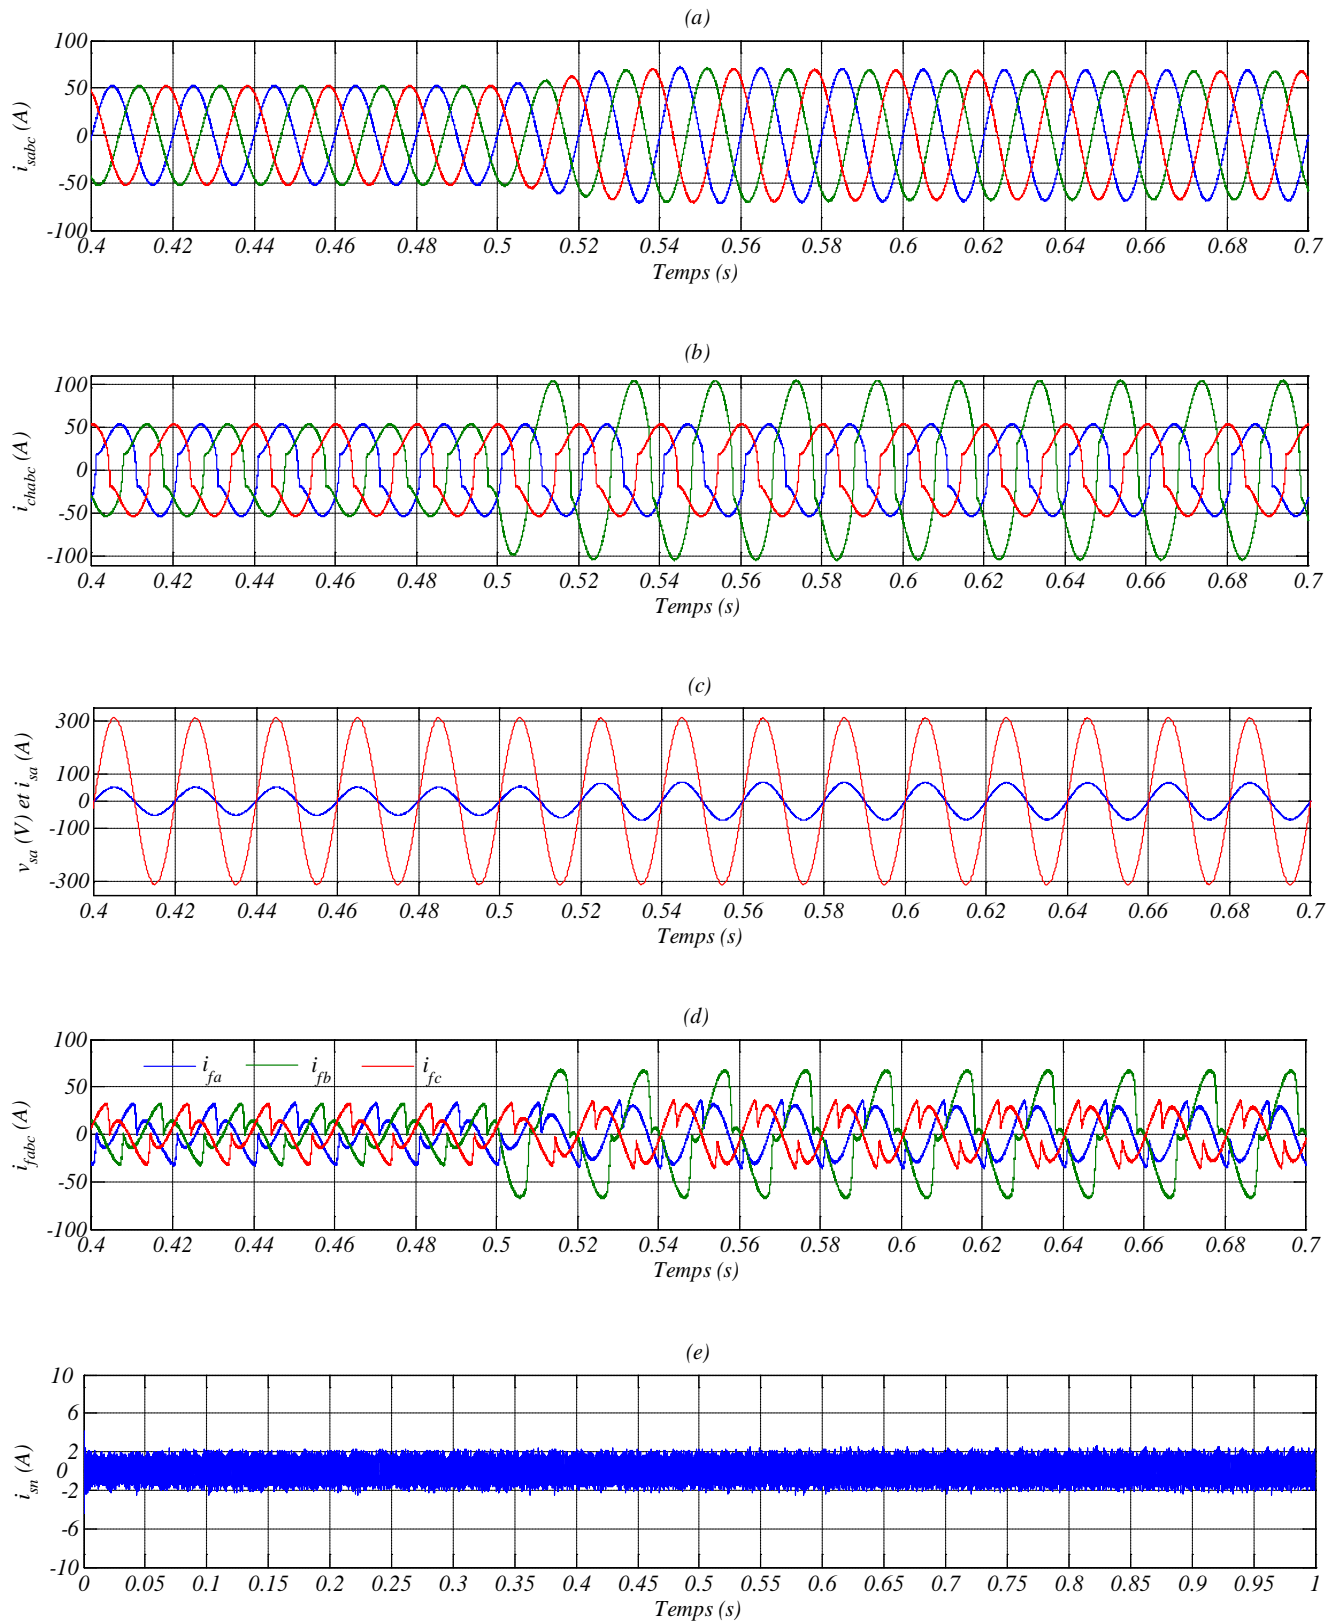 (a)
100
50
0
-50
-100
i_sabc (A)
0.4 0.42 0.44 0.46 0.48 0.5 0.52 0.54 0.56 0.58 0.6 0.62 0.64 0.66 0.68 0.7
Temps (s)
(b)
100
50
0
-50
-100
i_chabc (A)
0.4 0.42 0.44 0.46 0.48 0.5 0.52 0.54 0.56 0.58 0.6 0.62 0.64 0.66 0.68 0.7
Temps (s)
(c)
300
100
0
-100
-300
v_sa (V) et i_sa (A)
0.4 0.42 0.44 0.46 0.48 0.5 0.52 0.54 0.56 0.58 0.6 0.62 0.64 0.66 0.68 0.7
Temps (s)
(d)
100
50
0
-50
-100
i_fabc (A)
i_fa i_fb i_fc
0.4 0.42 0.44 0.46 0.48 0.5 0.52 0.54 0.56 0.58 0.6 0.62 0.64 0.66 0.68 0.7
Temps (s)
(e)
10
6
2
0
-2
-6
-10
i_sn (A)
0 0.05 0.1 0.15 0.2 0.25 0.3 0.35 0.4 0.45 0.5 0.55 0.6 0.65 0.7 0.75 0.8 0.85 0.9 0.95 1
Temps (s)